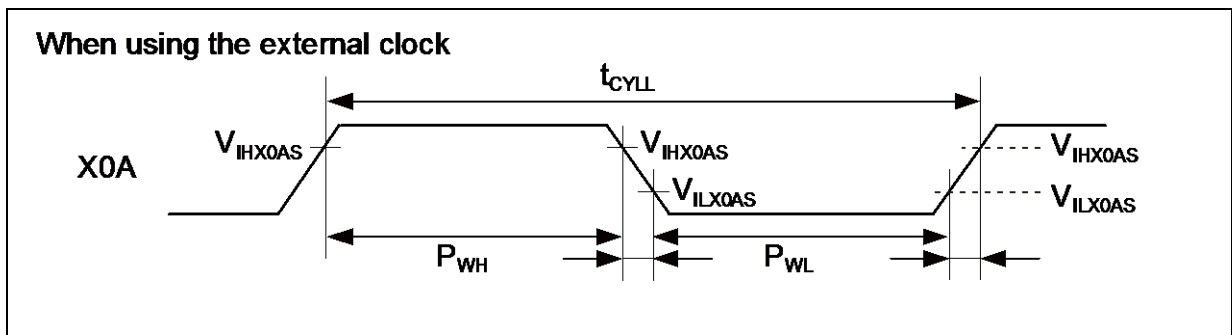 When using the external clock
tCYLL
VIHX0AS VIHX0AS VIHX0AS
X0A
VILX0AS VILX0AS
PWH PWL